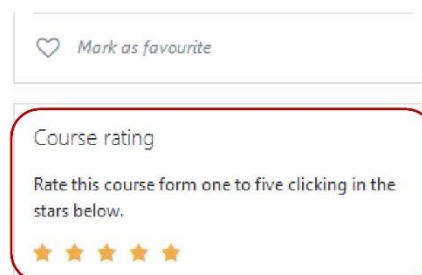 Mark as favourite
Course rating
Rate this course form one to five clicking in the
stars below.